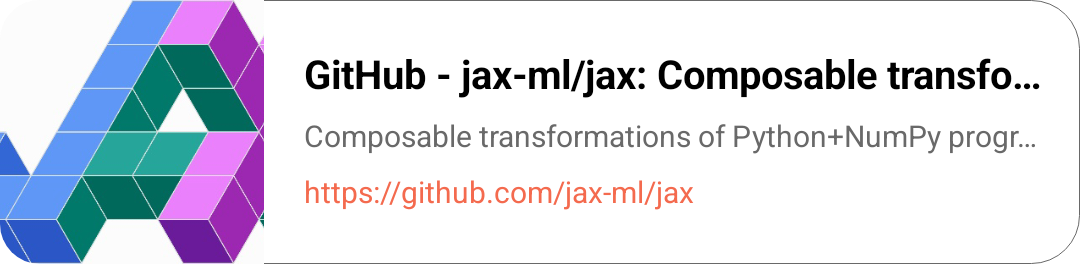 GitHub - jax-ml/jax: Composable transfo...
Composable transformations of Python+NumPy progr...
https://github.com/jax-ml/jax